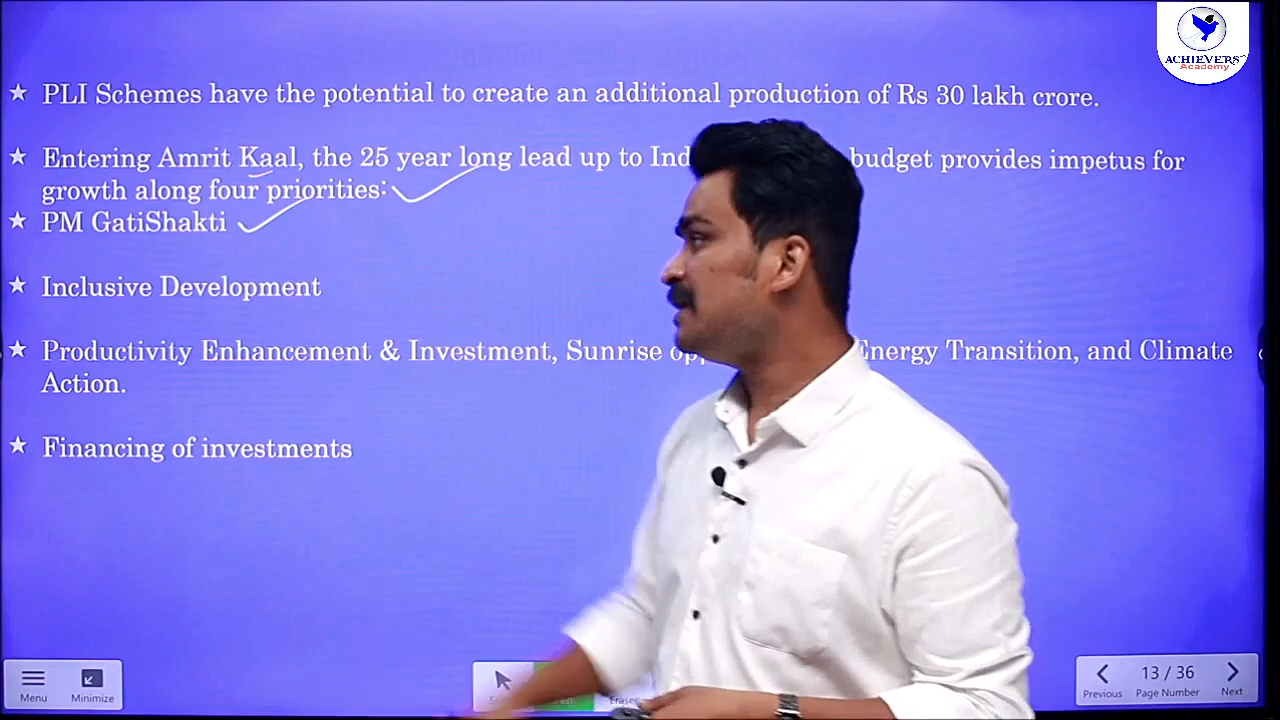 ACHIEVERS
Academy
★ PLI Schemes have the potential to create an additional production of Rs 30 lakh crore.
★ Entering Amrit Kaal, the 25 year long lead up to budget provides impetus for
growth along four priorities:
★ PM GatiShakti
★ Inclusive Development
★ Productivity Enhancement & Investment, Sunrise Energy Transition, and Climate
Action.
★ Financing of investments
Menu
Minimize
Previous
13 / 36
Page Number
Next